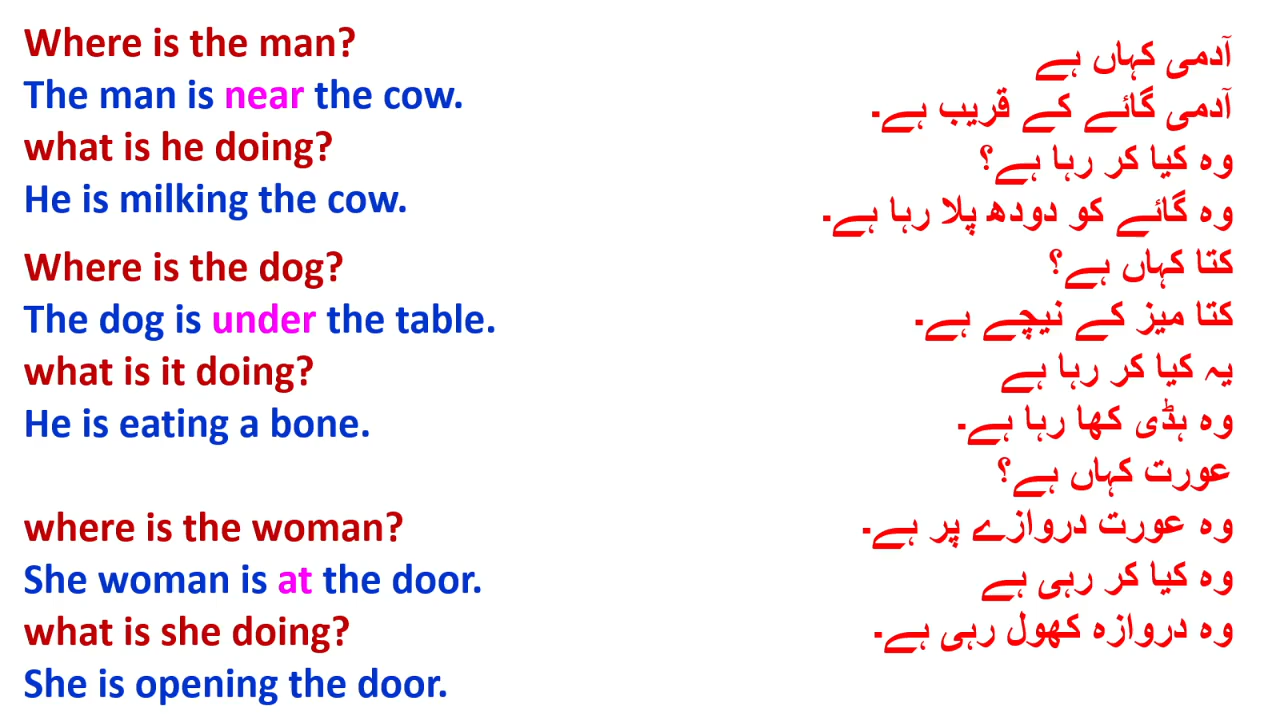 Where is the man?
The man is near the cow.
what is he doing?
He is milking the cow.
Where is the dog?
The dog is under the table.
what is it doing?
He is eating a bone.
where is the woman?
She woman is at the door.
what is she doing?
She is opening the door.
آدمی کہاں ہے
آدمی گائے کے قریب ہے۔
وہ کیا کر رہا ہے؟
وہ گائے کو دودھ پلا رہا ہے۔
کتا کہاں ہے؟
کتا میز کے نیچے ہے۔
یہ کیا کر رہا ہے
وہ ہڈی کھا رہا ہے۔
عورت کہاں ہے؟
وہ عورت دروازے پر ہے۔
وہ کیا کر رہی ہے
وہ دروازہ کھول رہی ہے۔